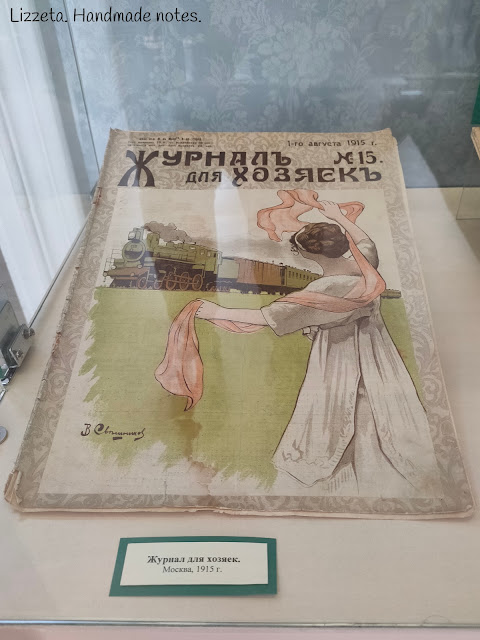 Lizzeta. Handmade notes.
1-го августа 1915 г.
ЖУРНАЛЪ №15.
ДЛЯ ХОЗЯЕКЪ
Журнал для хозяек.
Москва, 1915 г.